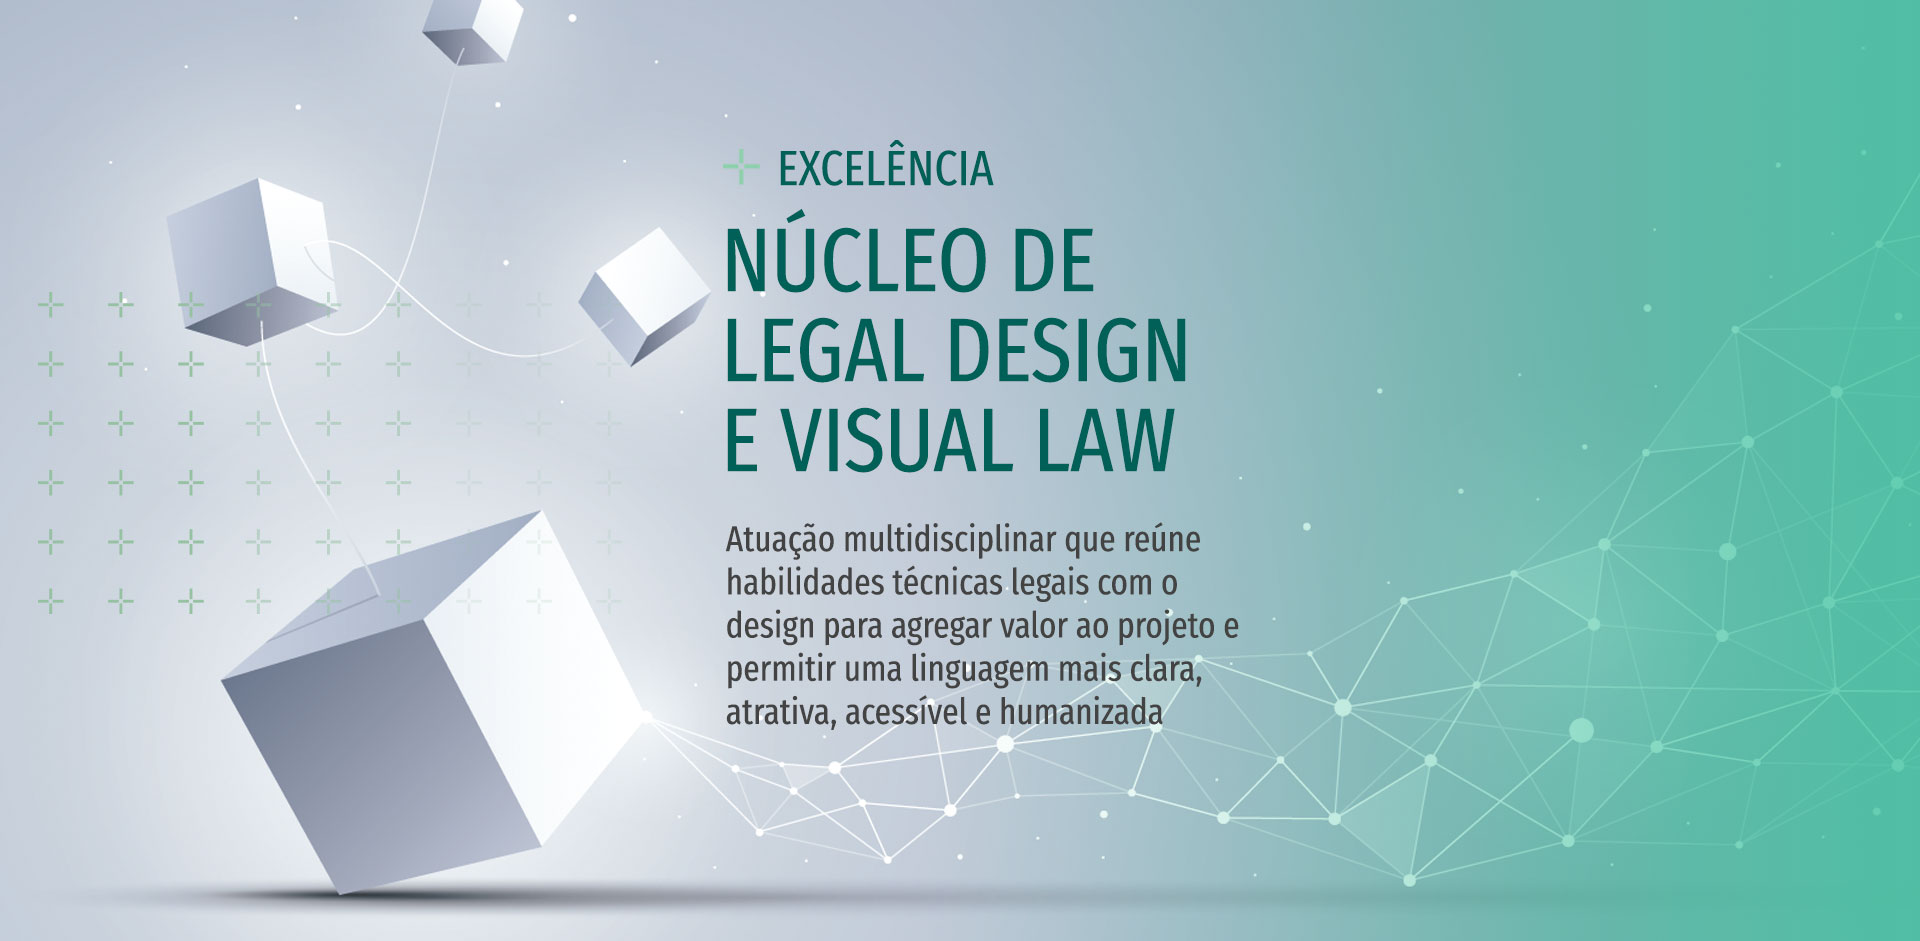 EXCELÊNCIA
NÚCLEO DE
LEGAL DESIGN
E VISUAL LAW
Atuação multidisciplinar que reúne
habilidades técnicas legais com o
design para agregar valor ao projeto e
permitir uma linguagem mais clara,
atrativa, acessível e humanizada